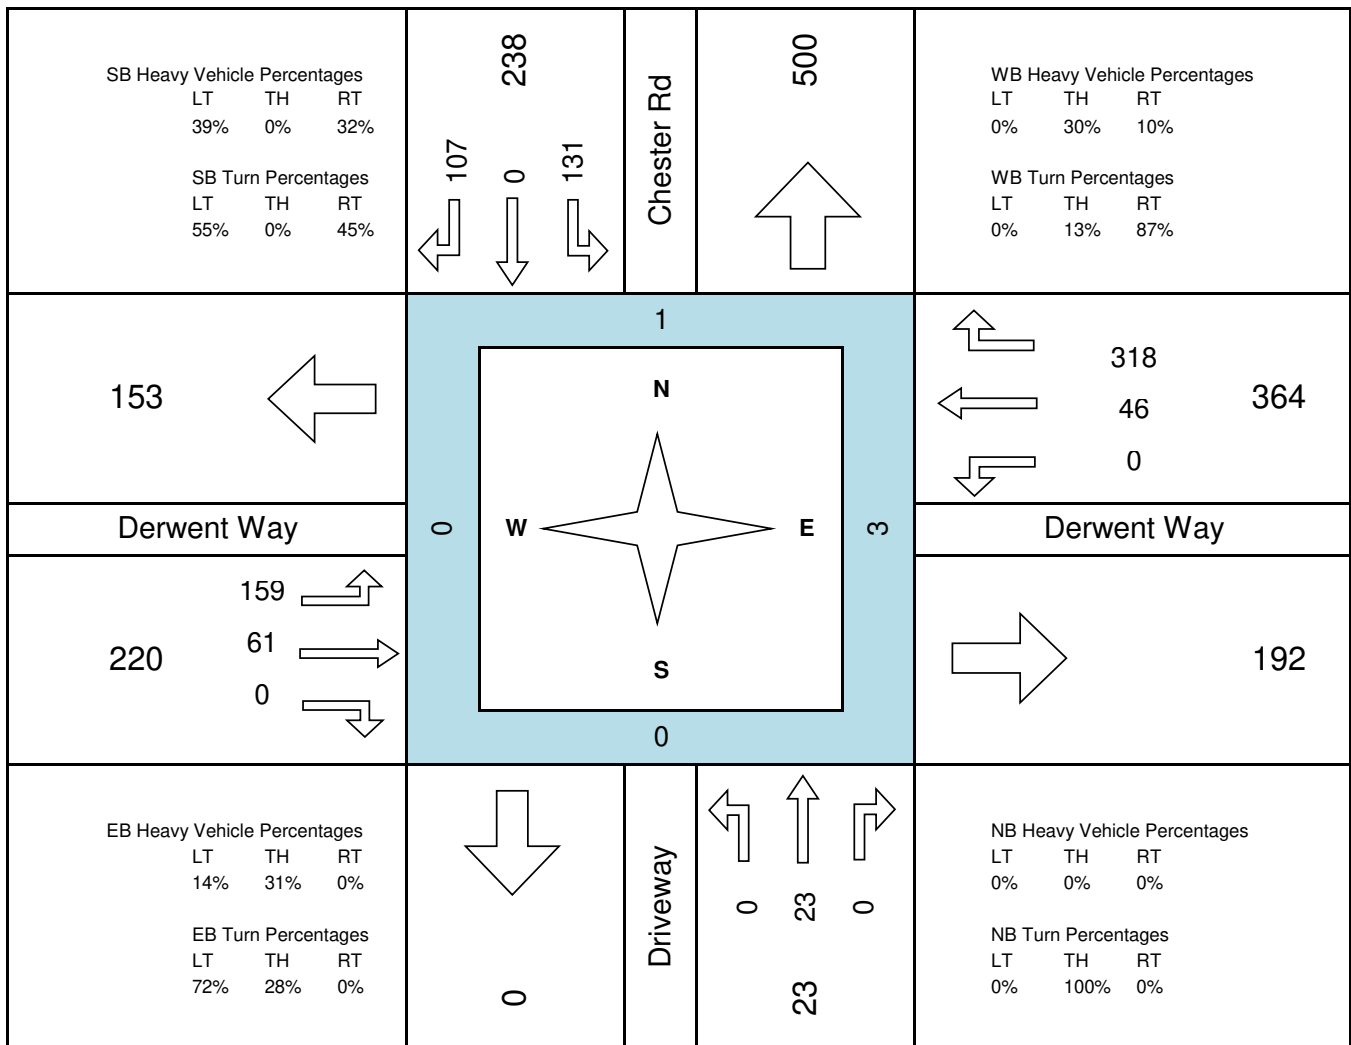 SB Heavy Vehicle Percentages
LT TH RT
39% 0% 32%
SB Turn Percentages
LT TH RT
55% 0% 45%
238
107 0 131
Chester Rd
500
WB Heavy Vehicle Percentages
LT TH RT
0% 30% 10%
WB Turn Percentages
LT TH RT
0% 13% 87%
153
1
318
46
0
364
N
W E
S
0
3
Derwent Way
Derwent Way
220
159
61
0
192
0
EB Heavy Vehicle Percentages
LT TH RT
14% 31% 0%
EB Turn Percentages
LT TH RT
72% 28% 0%
0
Driveway
0 23 0
23
NB Heavy Vehicle Percentages
LT TH RT
0% 0% 0%
NB Turn Percentages
LT TH RT
0% 100% 0%